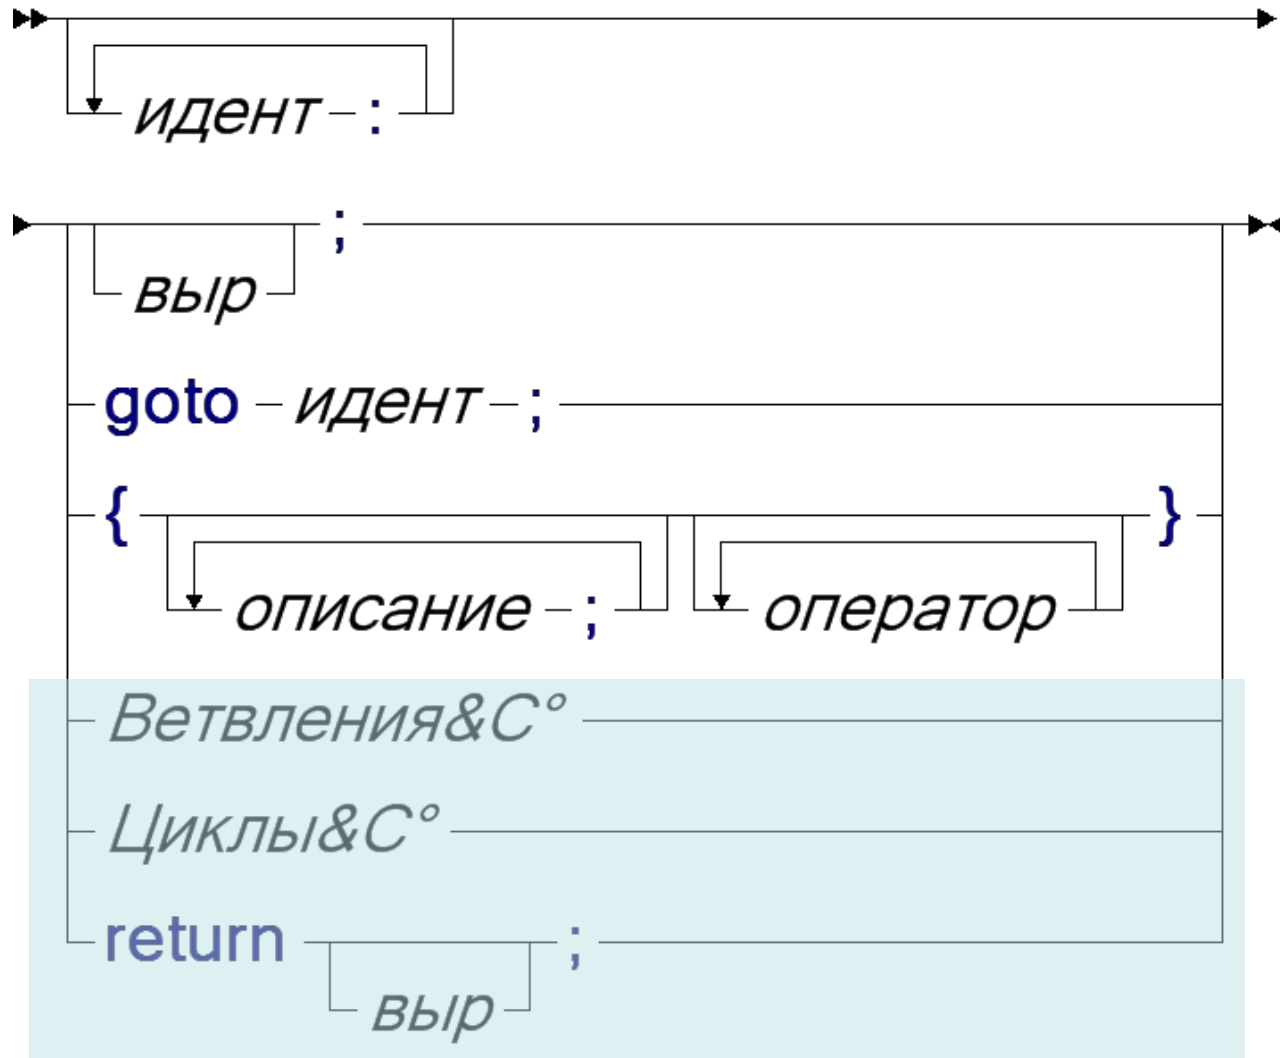 идент :
;
выр
goto идент ;
{ }
описание ; оператор
Ветвления&C°
Циклы&C°
return ;
выр